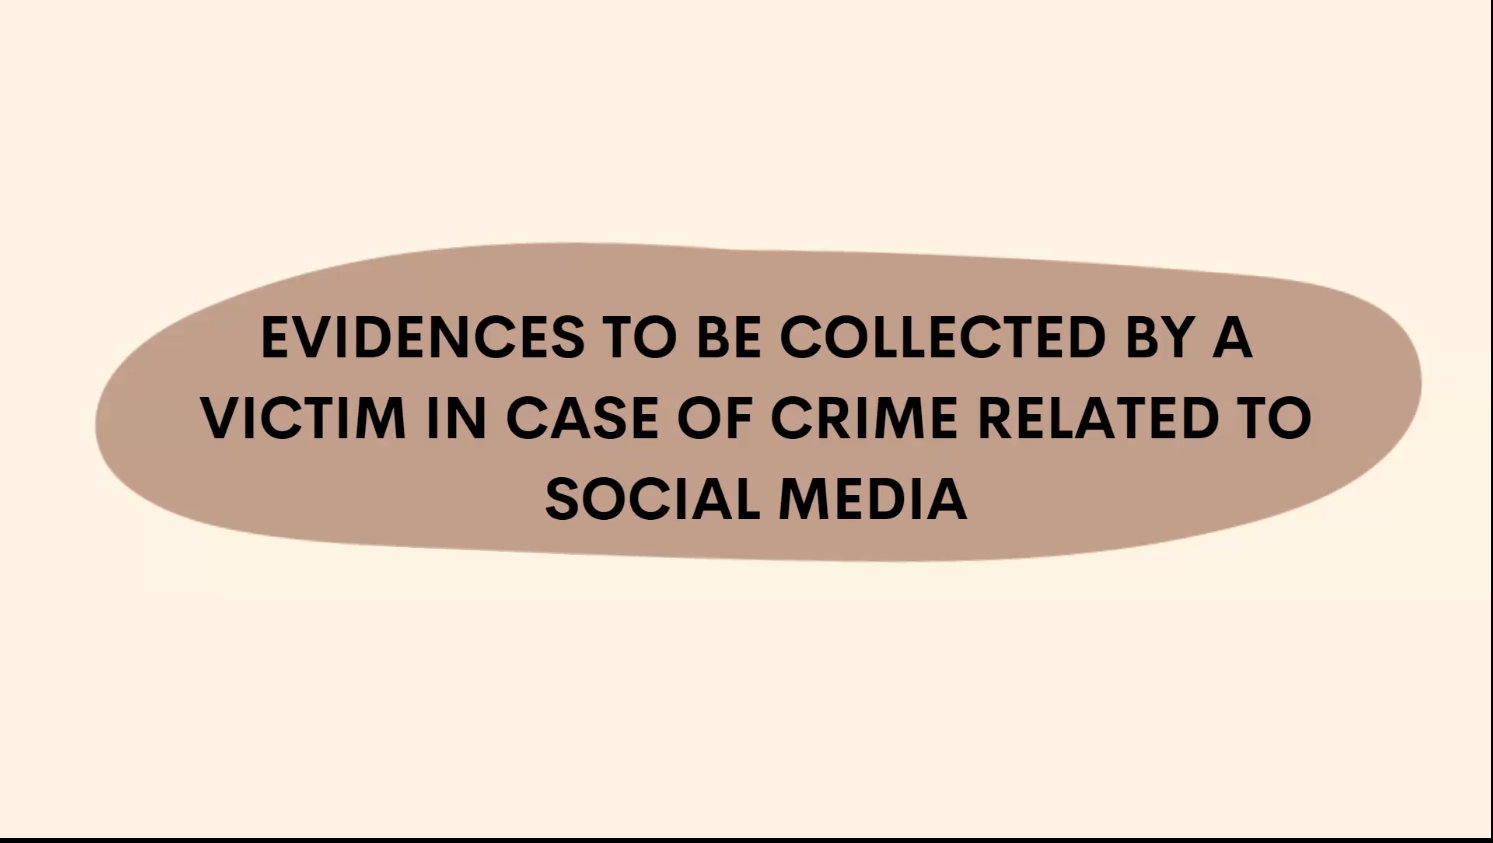 EVIDENCES TO BE COLLECTED BY A
VICTIM IN CASE OF CRIME RELATED TO
SOCIAL MEDIA